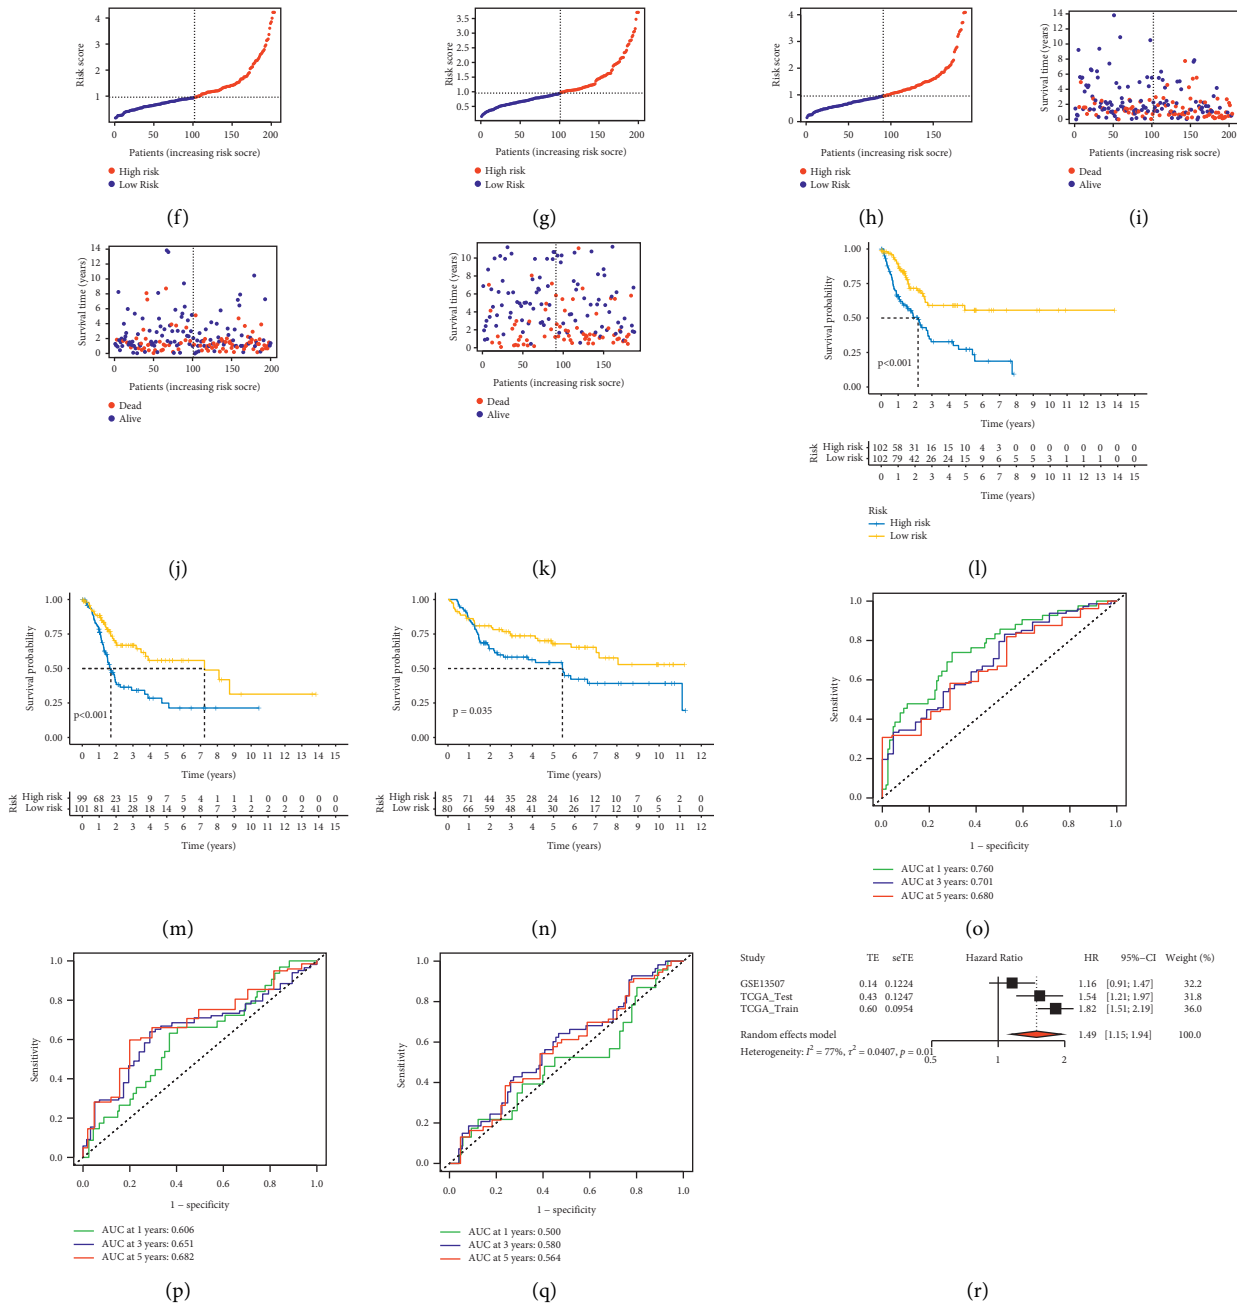 Risk score
4
3
2
1
0 50 100 150 200
Patients (increasing risk socre)
High risk
Low Risk
(f)
Risk score
3.5
3.0
2.5
2.0
1.5
1.0
0.5
0 50 100 150 200
Patients (increasing risk socre)
High risk
Low Risk
(g)
Risk score
4
3
2
1
0
0 50 100 150
Patients (increasing risk socre)
High risk
Low Risk
(h)
Survival time (years)
14
12
10
8
6
4
2
0
0 50 100 150 200
Patients (increasing risk socre)
Dead
Alive
(i)
Survival time (years)
14
12
10
8
6
4
2
0
0 50 100 150 200
Patients (increasing risk socre)
Dead
Alive
(j)
Survival time (years)
10
8
6
4
2
0
0 50 100 150
Patients (increasing risk socre)
Dead
Alive
(k)
Survival probability
1.00
0.75
0.50
0.25
0.00
p<0.001
0 1 2 3 4 5 6 7 8 9 10 11 12 13 14 15
Time (years)
Risk
High risk 102 58 31 16 15 10 4 3 0 0 0 0 0 0 0 0
Low risk 102 79 42 26 24 15 9 6 5 5 3 1 1 1 0 0
0 1 2 3 4 5 6 7 8 9 10 11 12 13 14 15
Time (years)
Risk
High risk
Low risk
(l)
Survival probability
1.00
0.75
0.50
0.25
0.00
p<0.001
0 1 2 3 4 5 6 7 8 9 10 11 12 13 14 15
Time (years)
Risk
High risk 99 68 23 15 9 7 5 4 1 1 1 0 0 0 0 0
Low risk 101 81 41 28 18 14 9 8 7 3 2 2 2 2 0 0
0 1 2 3 4 5 6 7 8 9 10 11 12 13 14 15
Time (years)
(m)
Survival probability
1.00
0.75
0.50
0.25
0.00
p = 0.035
0 1 2 3 4 5 6 7 8 9 10 11 12
Time (years)
Risk
High risk 85 71 44 35 28 24 16 12 10 7 6 2 0
Low risk 80 66 59 48 41 30 26 17 12 10 5 1 0
0 1 2 3 4 5 6 7 8 9 10 11 12
Time (years)
(n)
Sensitivity
1.0
0.8
0.6
0.4
0.2
0.0
0.0 0.2 0.4 0.6 0.8 1.0
1 − specificity
AUC at 1 years: 0.760
AUC at 3 years: 0.701
AUC at 5 years: 0.680
(o)
Sensitivity
1.0
0.8
0.6
0.4
0.2
0.0
0.0 0.2 0.4 0.6 0.8 1.0
1 − specificity
AUC at 1 years: 0.606
AUC at 3 years: 0.651
AUC at 5 years: 0.682
(p)
Sensitivity
1.0
0.8
0.6
0.4
0.2
0.0
0.0 0.2 0.4 0.6 0.8 1.0
1 − specificity
AUC at 1 years: 0.500
AUC at 3 years: 0.580
AUC at 5 years: 0.564
(q)
Study TE seTE Hazard Ratio HR 95%−CI Weight (%)
GSE13507 0.14 0.1224 1.16 [0.91; 1.47] 32.2
TCGA_Test 0.43 0.1247 1.54 [1.21; 1.97] 31.8
TCGA_Train 0.60 0.0954 1.82 [1.51; 2.19] 36.0
Random effects model 1.49 [1.15; 1.94] 100.0
Heterogeneity: I² = 77%, τ² = 0.0407, p = 0.01
0.5 1 2
(r)